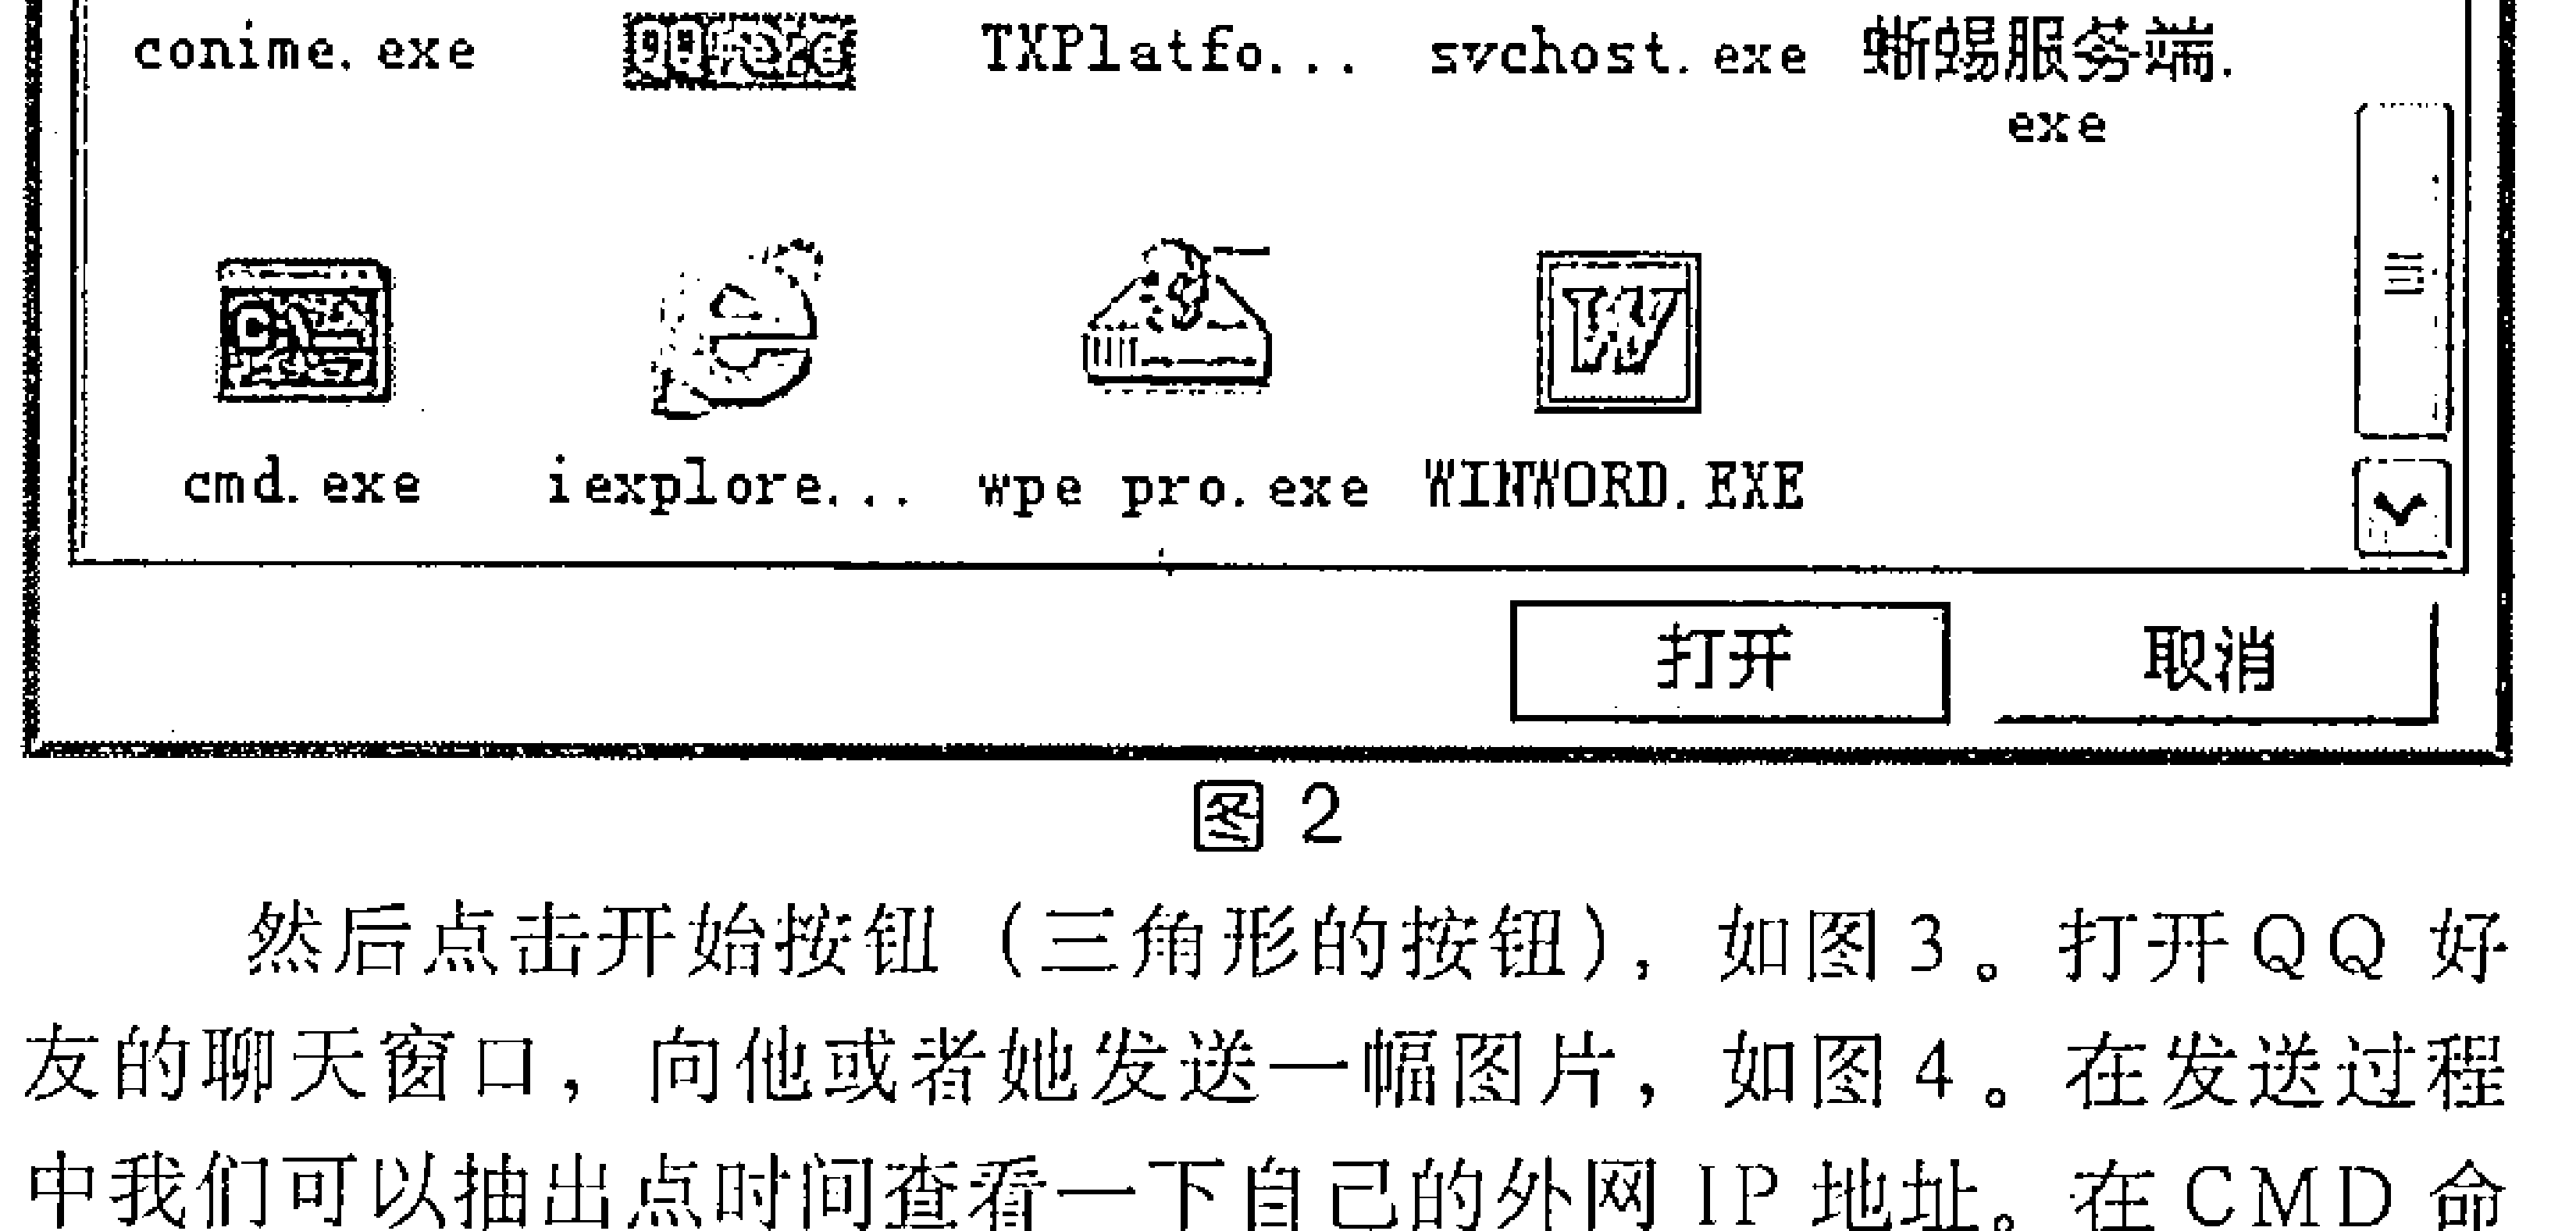 conime.exe QQ.exe TXPlatfo... svchost.exe 蜥蜴服务端.
exe
C:\
W
cmd.exe iexplore... wpe pro.exe WINWORD.EXE
打开 取消
图 2
然后点击开始按钮（三角形的按钮），如图3。打开QQ 好
友的聊天窗口，向他或者她发送一幅图片，如图4。在发送过程
中我们可以抽出点时间查看一下自己的外网 IP 地址。在 CMD 命